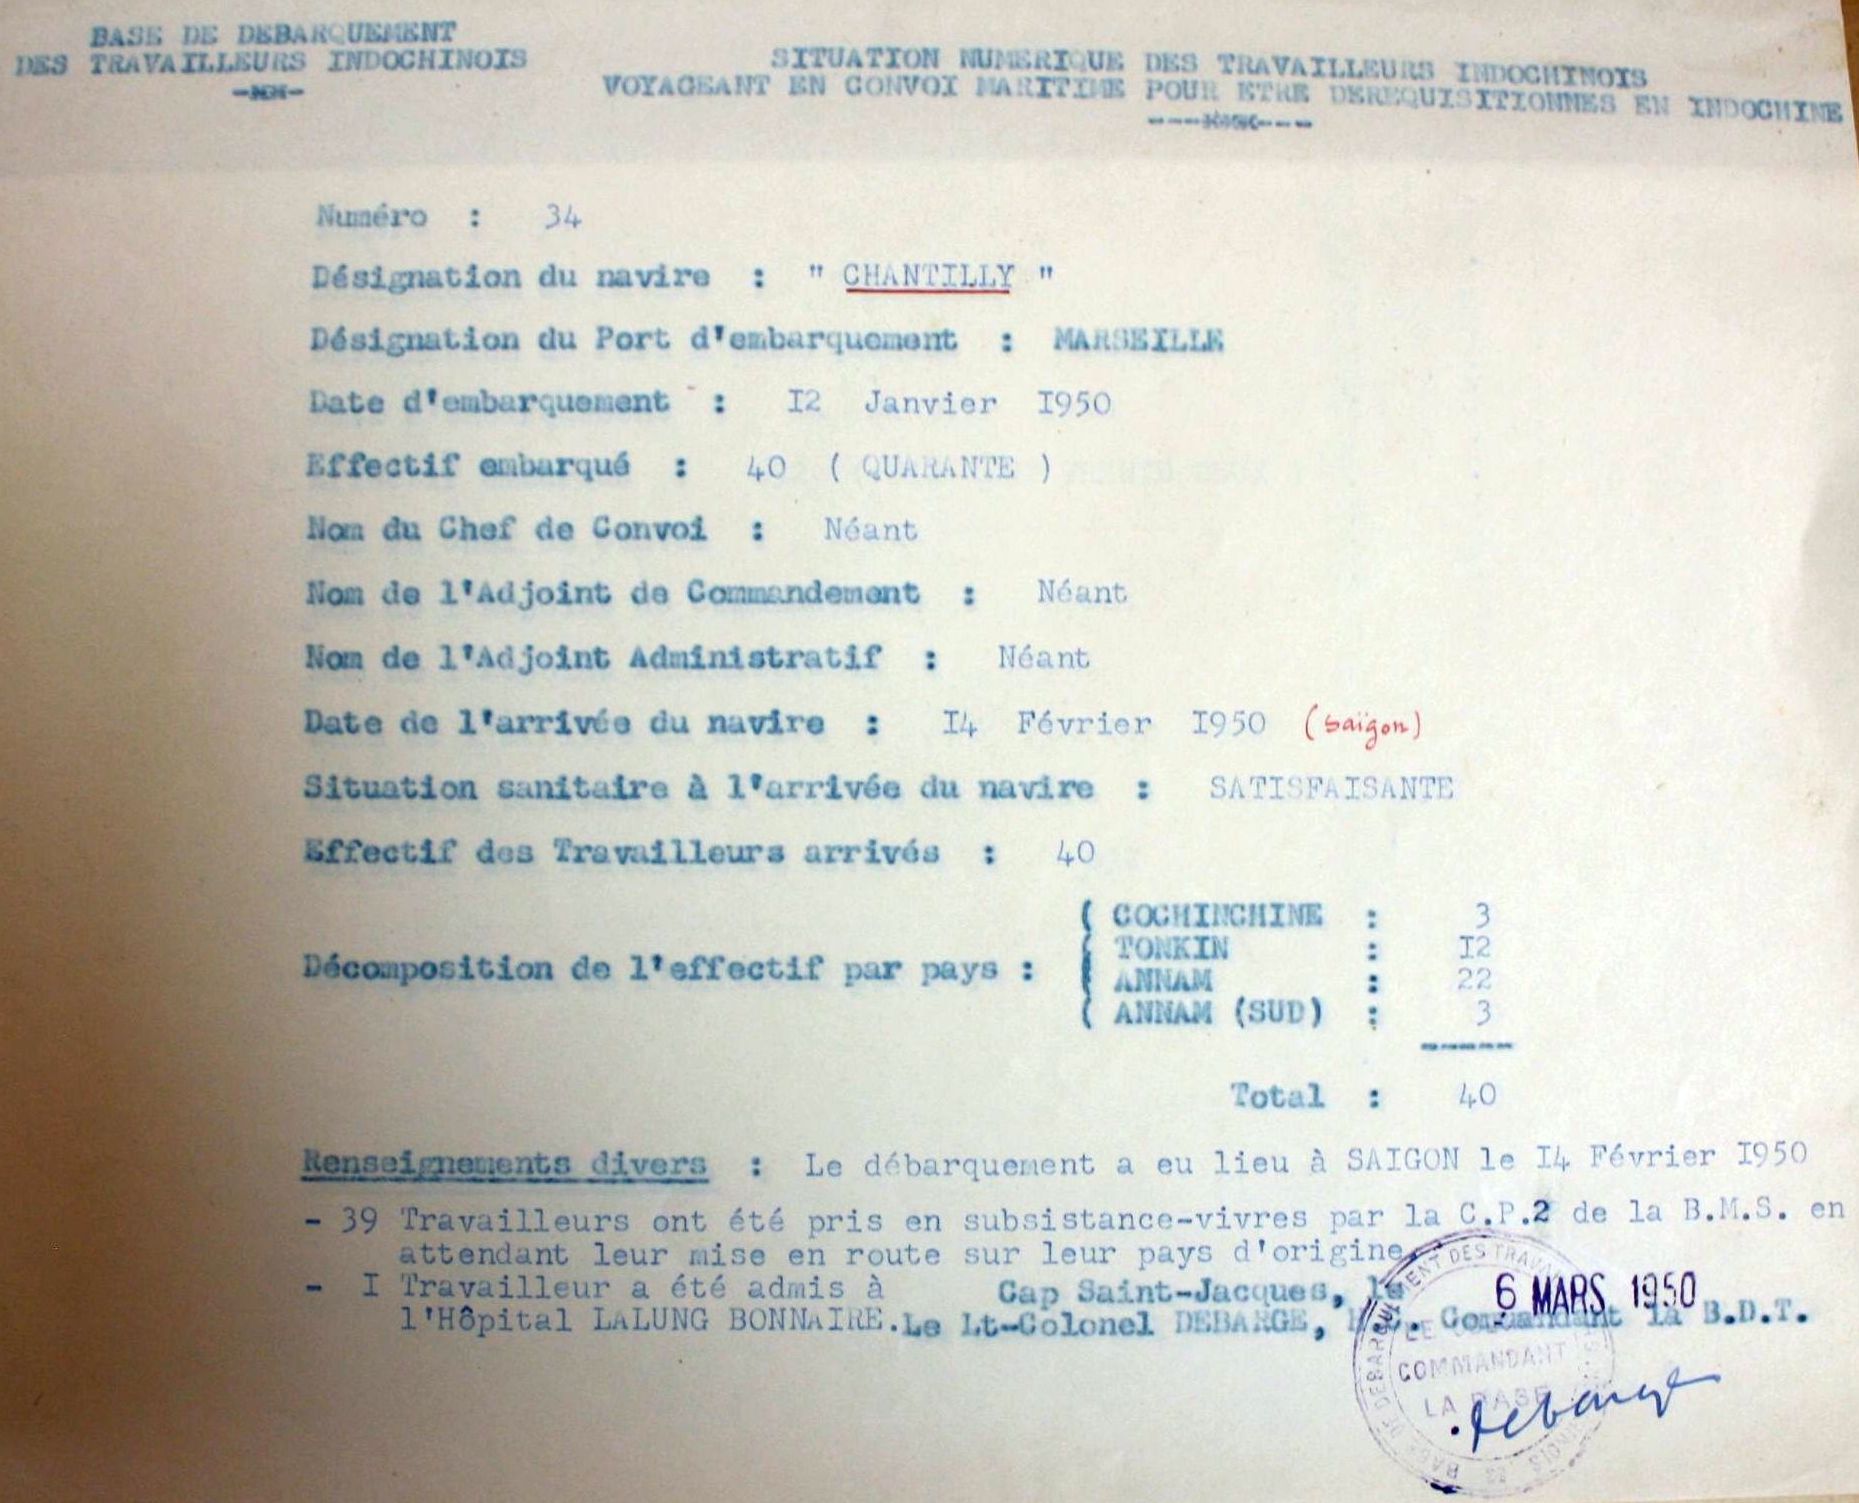 BASE DE DEBARQUEMENT
DES TRAVAILLEURS INDOCHINOIS
SITUATION NUMERIQUE DES TRAVAILLEURS INDOCHINOIS
VOYAGEANT EN CONVOI MARITIME POUR ETRE DEREQUISITIONNES EN INDOCHINE
Numéro : 34
Désignation du navire : " CHANTILLY "
Désignation du Port d'embarquement : MARSEILLE
Date d'embarquement : I2 Janvier I950
Effectif embarqué : 40 ( QUARANTE )
Nom du Chef de Convoi : Néant
Nom de l'Adjoint de Commandement : Néant
Nom de l'Adjoint Administratif : Néant
Date de l'arrivée du navire : I4 Février I950 (saïgon)
Situation sanitaire à l'arrivée du navire : SATISFAISANTE
Effectif des Travailleurs arrivés : 40
( COCHINCHINE : 3
( TONKIN : I2
Décomposition de l'effectif par pays :
( ANNAM : 22
( ANNAM (SUD) : 3
Total : 40
Renseignements divers : Le débarquement a eu lieu à SAIGON le I4 Février I950
- 39 Travailleurs ont été pris en subsistance-vivres par la C.P.2 de la B.M.S. en
attendant leur mise en route sur leur pays d'origine.
- I Travailleur a été admis à
l'Hôpital LALUNG BONNAIRE.
Cap Saint-Jacques, le 6 MARS 1950
Le Lt-Colonel DEBARGE, Commandant la B.D.T.
LE
COMMANDANT
LA BASE
Debarge